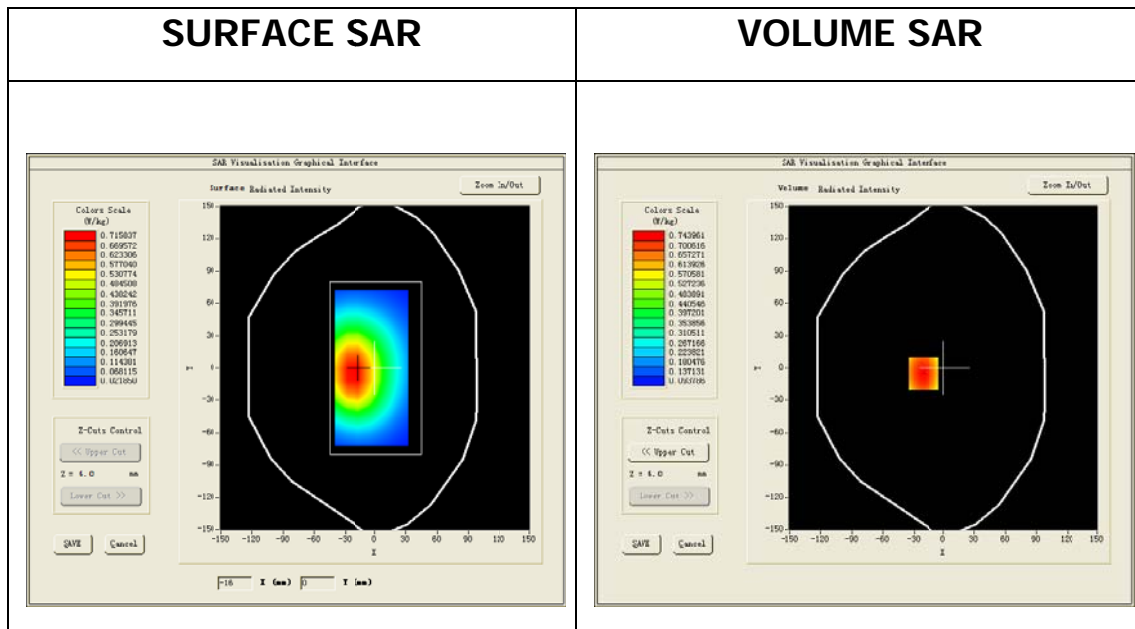 SURFACE SAR
VOLUME SAR
SAR Visualisation Graphical Interface
Surface Radiated Intensity
Zoom In/Out
Colors Scale
(W/kg)
0.715837
0.669572
0.623306
0.577040
0.530774
0.484508
0.438242
0.391976
0.345711
0.299445
0.253179
0.206913
0.160647
0.114381
0.068115
0.021850
Z-Cuts Control
<< Upper Cut
Z = 4.0 mm
Lower Cut >>
SAVE Cancel
150
120
90
60
30
0
-30
-60
-90
-120
-150
Y
-150 -120 -90 -60 -30 0 30 60 90 120 150
X
-16 X (mm) 0 Y (mm)
SAR Visualisation Graphical Interface
Volume Radiated Intensity
Zoom In/Out
Colors Scale
(W/kg)
0.743961
0.700616
0.657271
0.613926
0.570581
0.527236
0.483891
0.440546
0.397201
0.353856
0.310511
0.267166
0.223821
0.180476
0.137131
0.093786
Z-Cuts Control
<< Upper Cut
Z = 4.0 mm
Lower Cut >>
SAVE Cancel
150
120
90
60
30
0
-30
-60
-90
-120
-150
Y
-150 -120 -90 -60 -30 0 30 60 90 120 150
X